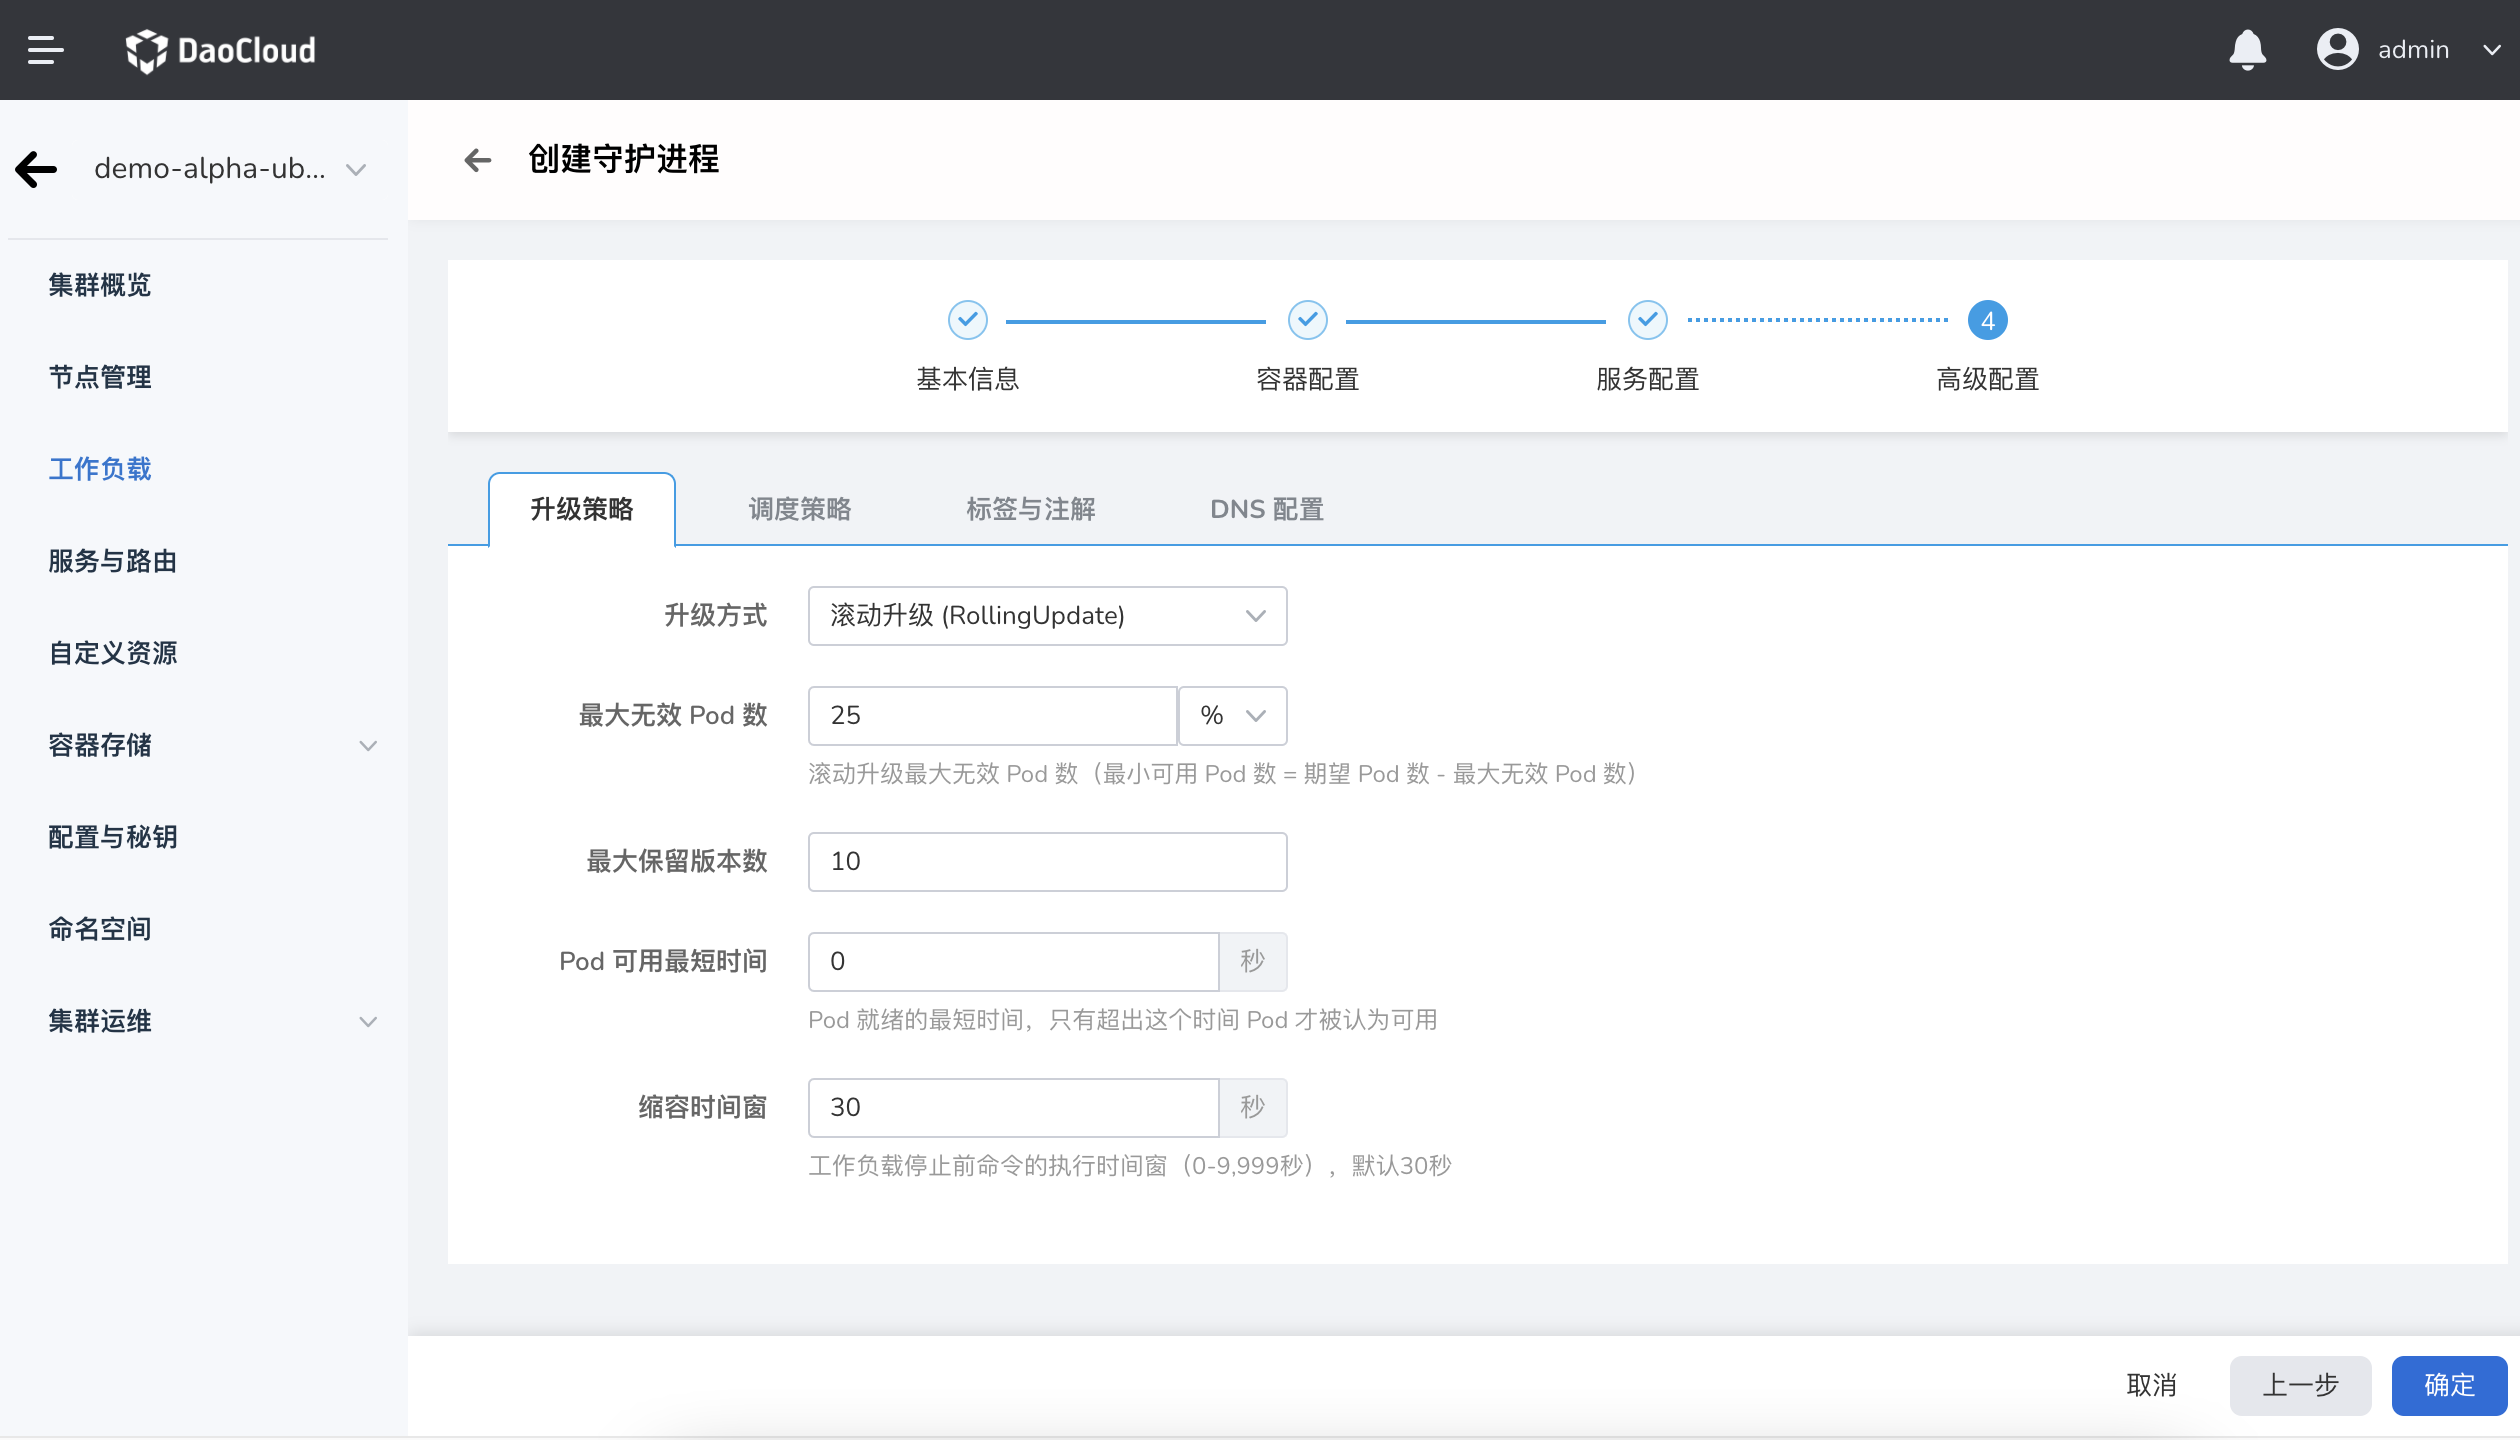 DaoCloud
admin
demo-alpha-ub...
创建守护进程
集群概览
节点管理
工作负载
服务与路由
自定义资源
容器存储
配置与秘钥
命名空间
集群运维
4
基本信息
容器配置
服务配置
高级配置
升级策略
调度策略
标签与注解
DNS 配置
升级方式
滚动升级 (RollingUpdate)
最大无效 Pod 数
25
%
滚动升级最大无效 Pod 数（最小可用 Pod 数 = 期望 Pod 数 - 最大无效 Pod 数）
最大保留版本数
10
Pod 可用最短时间
0
秒
Pod 就绪的最短时间，只有超出这个时间 Pod 才被认为可用
缩容时间窗
30
秒
工作负载停止前命令的执行时间窗（0-9,999秒），默认30秒
取消
上一步
确定